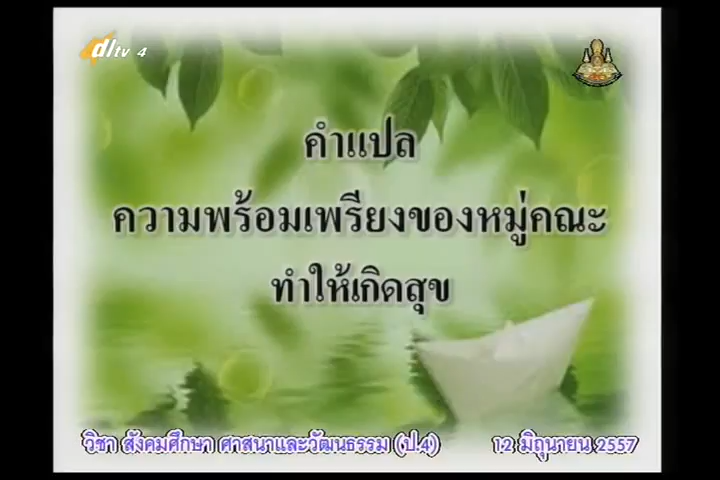 dltv 4
คำแปล
ความพร้อมเพรียงของหมู่คณะ
ทำให้เกิดสุข
วิชา สังคมศึกษา ศาสนาและวัฒนธรรม (ป.4) 12 มิถุนายน 2557